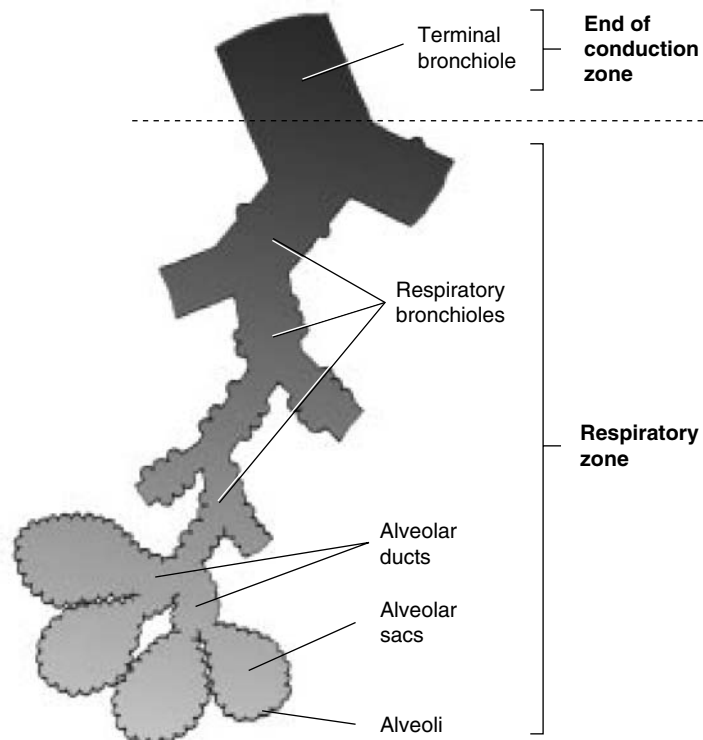 Terminal
bronchiole
End of
conduction
zone
Respiratory
bronchioles
Respiratory
zone
Alveolar
ducts
Alveolar
sacs
Alveoli